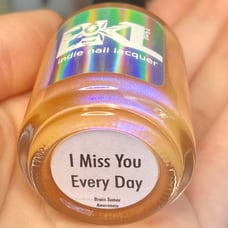 indie nail lacquer
I Miss You
Every Day
Brain Tumor
Awareness